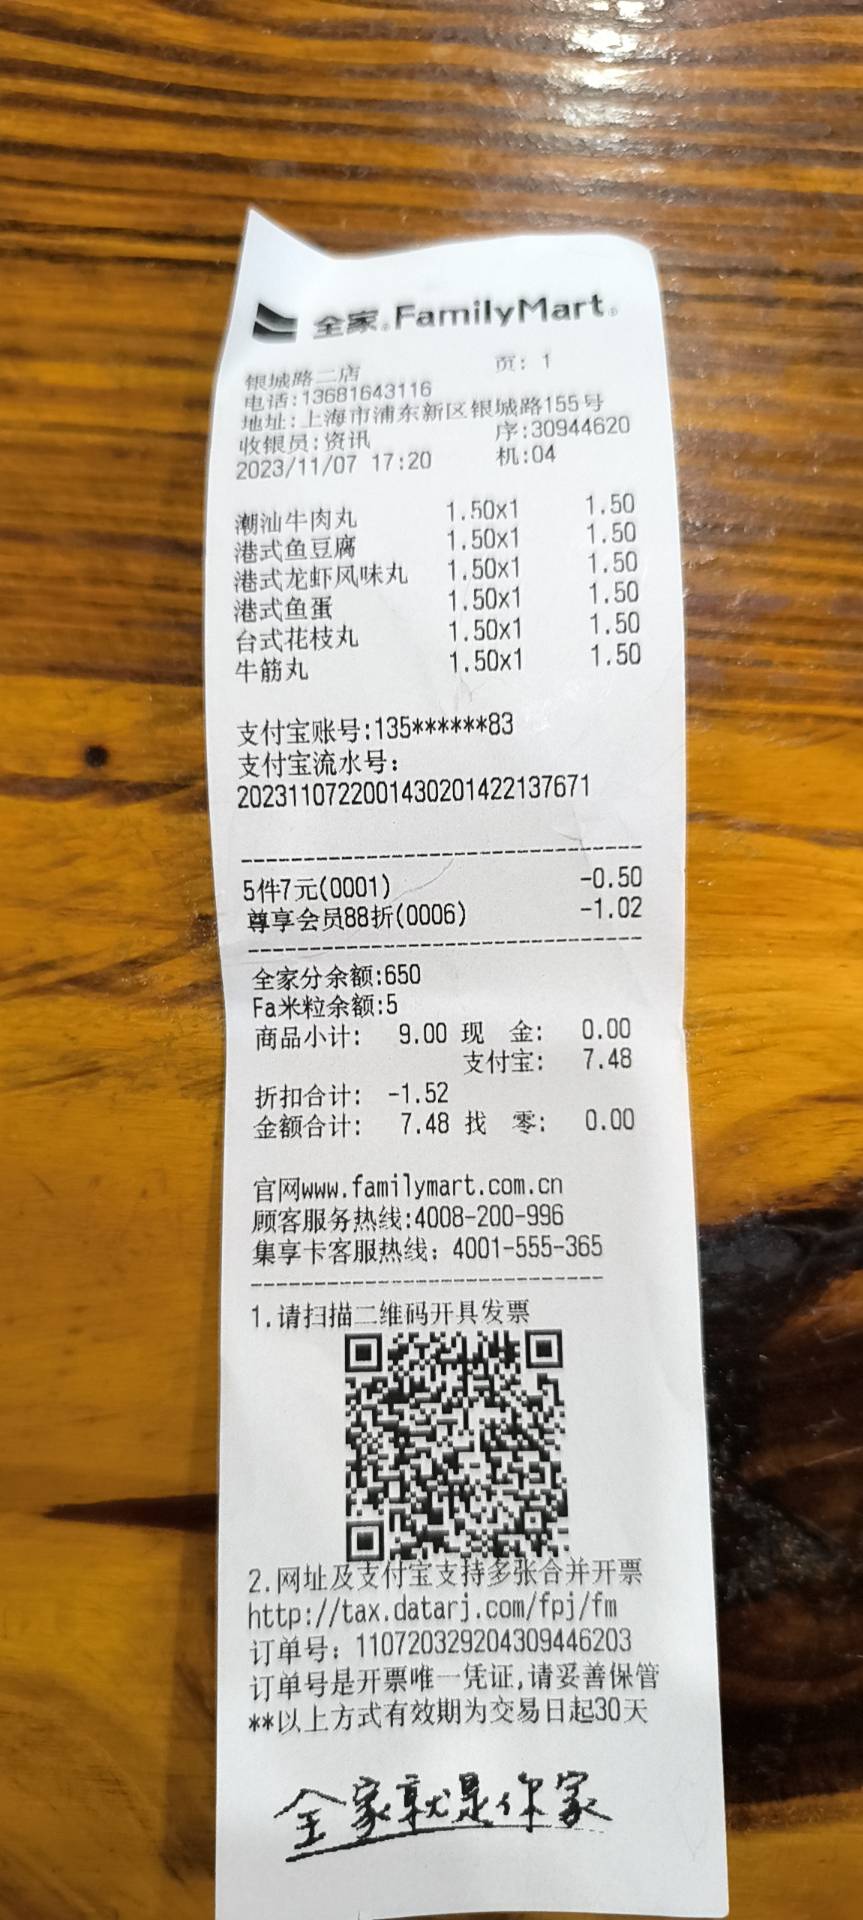 全家®FamilyMart®
银城路二店 页: 1
电话:13681643116
地址:上海市浦东新区银城路155号
收银员:资讯 序:30944620
2023/11/07 17:20 机:04
潮汕牛肉丸 1.50x1 1.50
港式鱼豆腐 1.50x1 1.50
港式龙虾风味丸 1.50x1 1.50
港式鱼蛋 1.50x1 1.50
台式花枝丸 1.50x1 1.50
牛筋丸 1.50x1 1.50
支付宝账号:135******83
支付宝流水号:
2023110722001430201422137671
5件7元(0001) -0.50
尊享会员88折(0006) -1.02
全家分余额:650
Fa米粒余额:5
商品小计: 9.00 现 金: 0.00
支付宝: 7.48
折扣合计: -1.52
金额合计: 7.48 找 零: 0.00
官网www.familymart.com.cn
顾客服务热线:4008-200-996
集享卡客服热线: 4001-555-365
1.请扫描二维码开具发票
2.网址及支付宝支持多张合并开票
http://tax.datarj.com/fpj/fm
订单号: 110720329204309446203
订单号是开票唯一凭证,请妥善保管
**以上方式有效期为交易日起30天
全家就是你家